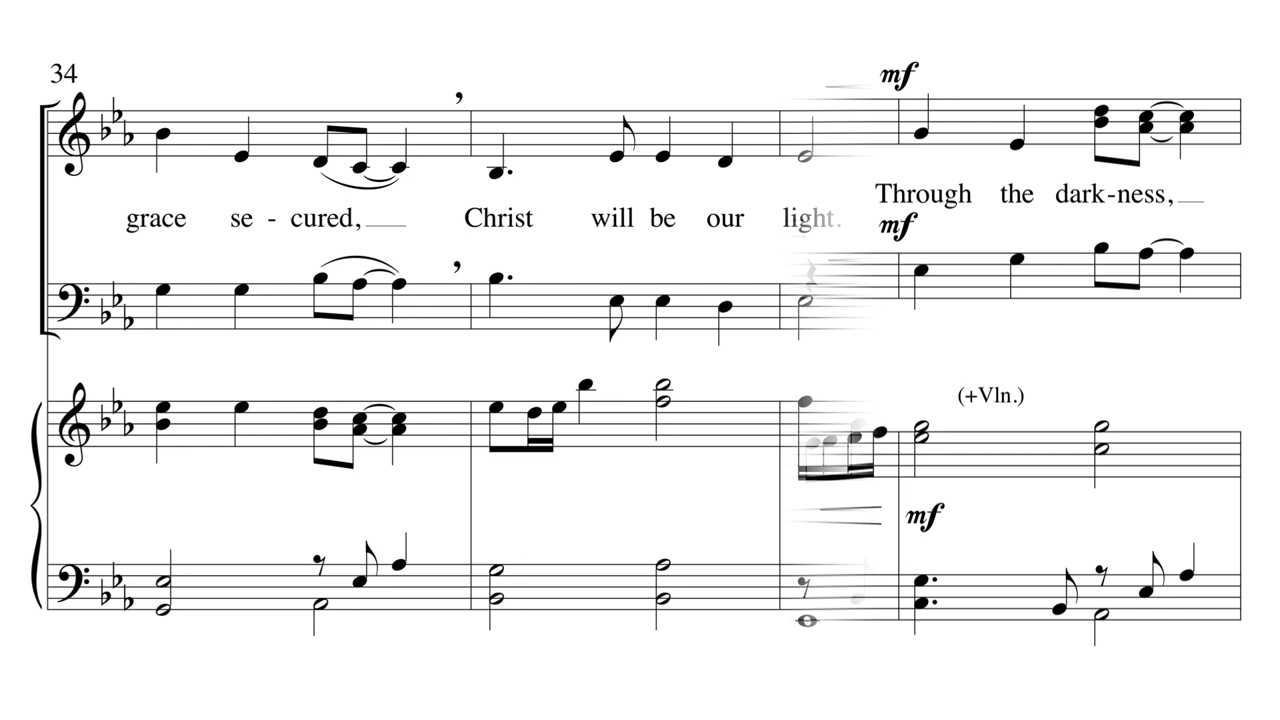 34
mf
Through the dark-ness,
grace se - cured, Christ will be our light.
mf
(+Vln.)
mf